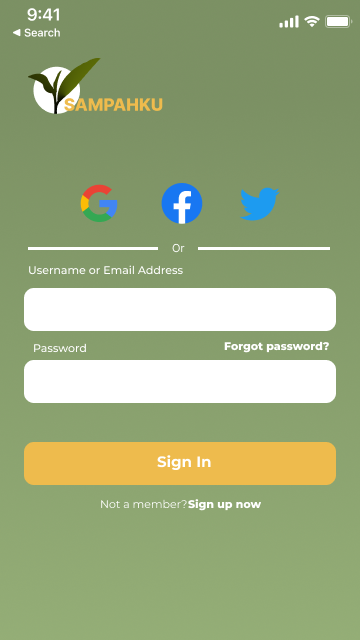 9:41
◀ Search
SAMPAHKU
Or
Username or Email Address
Password
Forgot password?
Sign In
Not a member?Sign up now